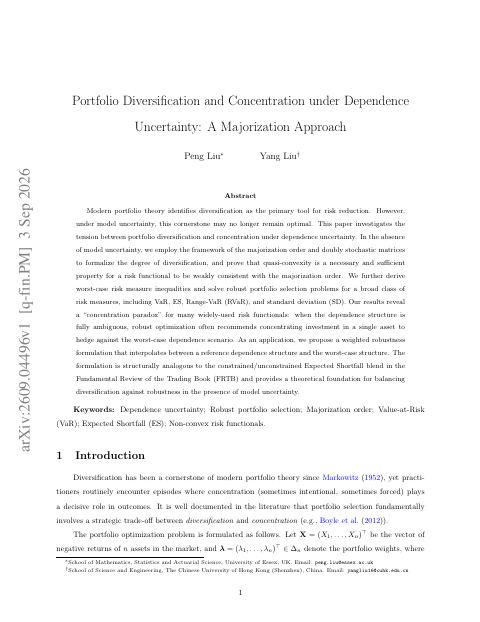 Portfolio Diversification and Concentration under Dependence
Uncertainty: A Majorization Approach
Peng Liu* Yang Liu†
Abstract
Modern portfolio theory identifies diversification as the primary tool for risk reduction. However,
under model uncertainty, this cornerstone may no longer remain optimal. This paper investigates the
tension between portfolio diversification and concentration under dependence uncertainty. In the absence
of model uncertainty, we employ the framework of the majorization order and doubly stochastic matrices
to formalize the degree of diversification, and prove that quasi-convexity is a necessary and sufficient
property for a risk functional to be weakly consistent with the majorization order. We further derive
worst-case risk measure inequalities and solve robust portfolio selection problems for a broad class of
risk measures, including VaR, ES, Range-VaR (RVaR), and standard deviation (SD). Our results reveal
a “concentration paradox” for many widely-used risk functionals: when the dependence structure is
fully ambiguous, robust optimization often recommends concentrating investment in a single asset to
hedge against the worst-case dependence scenario. As an application, we propose a weighted robustness
formulation that interpolates between a reference dependence structure and the worst-case structure. The
formulation is structurally analogous to the constrained/unconstrained Expected Shortfall blend in the
Fundamental Review of the Trading Book (FRTB) and provides a theoretical foundation for balancing
diversification against robustness in the presence of model uncertainty.
Keywords: Dependence uncertainty; Robust portfolio selection; Majorization order; Value-at-Risk
(VaR); Expected Shortfall (ES); Non-convex risk functionals.
1 Introduction
Diversification has been a cornerstone of modern portfolio theory since Markowitz (1952), yet practi-
tioners routinely encounter episodes where concentration (sometimes intentional, sometimes forced) plays
a decisive role in outcomes. It is well documented in the literature that portfolio selection fundamentally
involves a strategic trade-off between diversification and concentration (e.g., Boyle et al. (2012)).
The portfolio optimization problem is formulated as follows. Let X = (X₁, . . . , Xₙ)⊤ be the vector of
negative returns of n assets in the market, and λ = (λ₁, . . . , λₙ)⊤ ∈ Δₙ denote the portfolio weights, where
*School of Mathematics, Statistics and Actuarial Science, University of Essex, UK. Email: peng.liu@essex.ac.uk
†School of Science and Engineering, The Chinese University of Hong Kong (Shenzhen), China. Email: yangliu16@cuhk.edu.cn
1
arXiv:2609.04496v1 [q-fin.PM] 3 Sep 2026